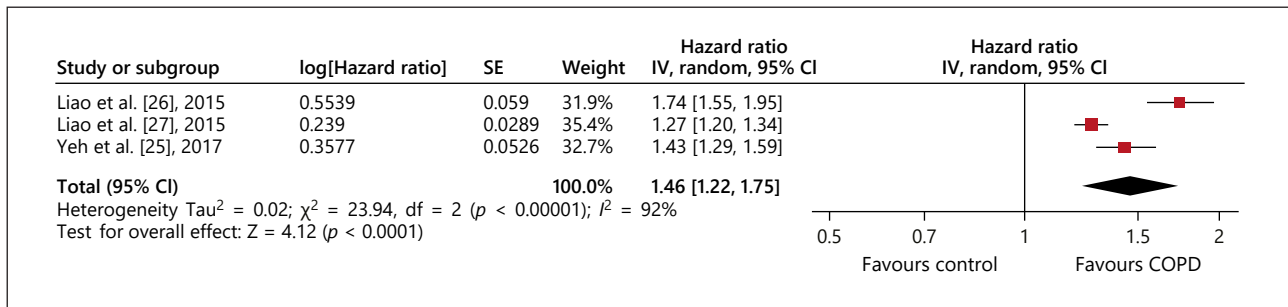 Hazard ratio Hazard ratio
Study or subgroup log[Hazard ratio] SE Weight IV, random, 95% CI IV, random, 95% CI
Liao et al. [26], 2015 0.5539 0.059 31.9% 1.74 [1.55, 1.95]
Liao et al. [27], 2015 0.239 0.0289 35.4% 1.27 [1.20, 1.34]
Yeh et al. [25], 2017 0.3577 0.0526 32.7% 1.43 [1.29, 1.59]
Total (95% CI) 100.0% 1.46 [1.22, 1.75]
Heterogeneity Tau² = 0.02; χ² = 23.94, df = 2 (p < 0.00001); I² = 92%
Test for overall effect: Z = 4.12 (p < 0.0001)
0.5 0.7 1 1.5 2
Favours control Favours COPD